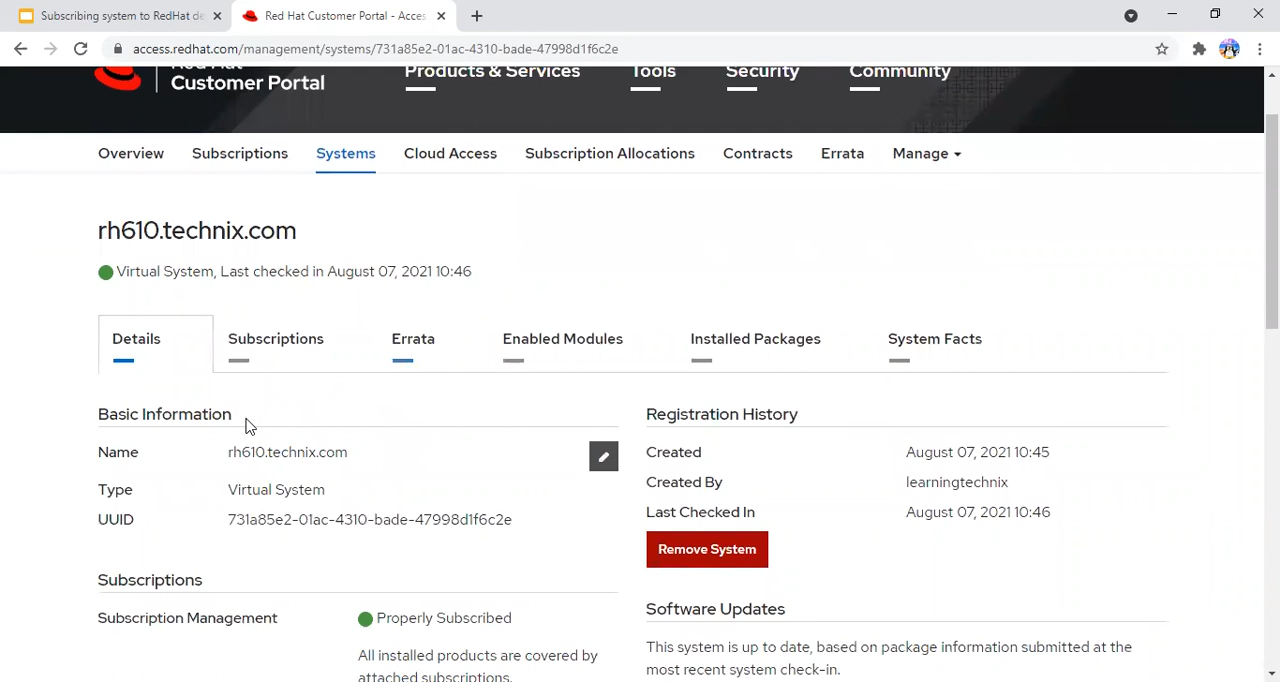 Subscribing system to RedHat de
Red Hat Customer Portal - Acces
access.redhat.com/management/systems/731a85e2-01ac-4310-bade-47998d1f6c2e
Red Hat
Customer Portal
Products & Services
Tools
Security
Community
Overview
Subscriptions
Systems
Cloud Access
Subscription Allocations
Contracts
Errata
Manage
rh610.technix.com
Virtual System, Last checked in August 07, 2021 10:46
Details
Subscriptions
Errata
Enabled Modules
Installed Packages
System Facts
Basic Information
Name rh610.technix.com
Type Virtual System
UUID 731a85e2-01ac-4310-bade-47998d1f6c2e
Subscriptions
Subscription Management Properly Subscribed
All installed products are covered by
attached subscriptions.
Registration History
Created August 07, 2021 10:45
Created By learningtechnix
Last Checked In August 07, 2021 10:46
Remove System
Software Updates
This system is up to date, based on package information submitted at the
most recent system check-in.